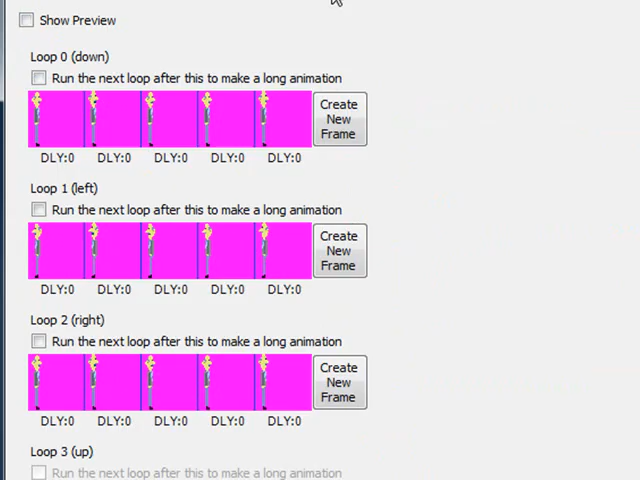 Show Preview
Loop 0 (down)
Run the next loop after this to make a long animation
Create
New
Frame
DLY:0 DLY:0 DLY:0 DLY:0 DLY:0
Loop 1 (left)
Run the next loop after this to make a long animation
Create
New
Frame
DLY:0 DLY:0 DLY:0 DLY:0 DLY:0
Loop 2 (right)
Run the next loop after this to make a long animation
Create
New
Frame
DLY:0 DLY:0 DLY:0 DLY:0 DLY:0
Loop 3 (up)
Run the next loop after this to make a long animation